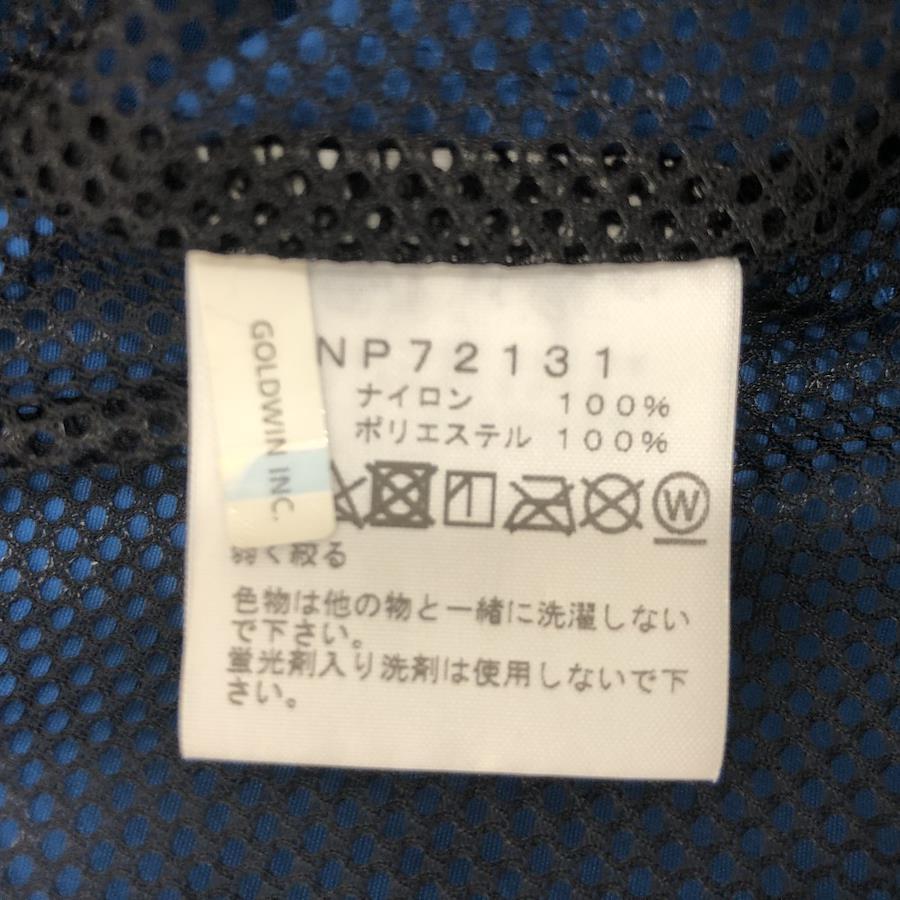 GOLDWIN INC.
NP72131
ナイロン 100%
ポリエステル 100%
W
弱く絞る
色物は他の物と一緒に洗濯しない
で下さい。
蛍光剤入り洗剤は使用しないで下
さい。